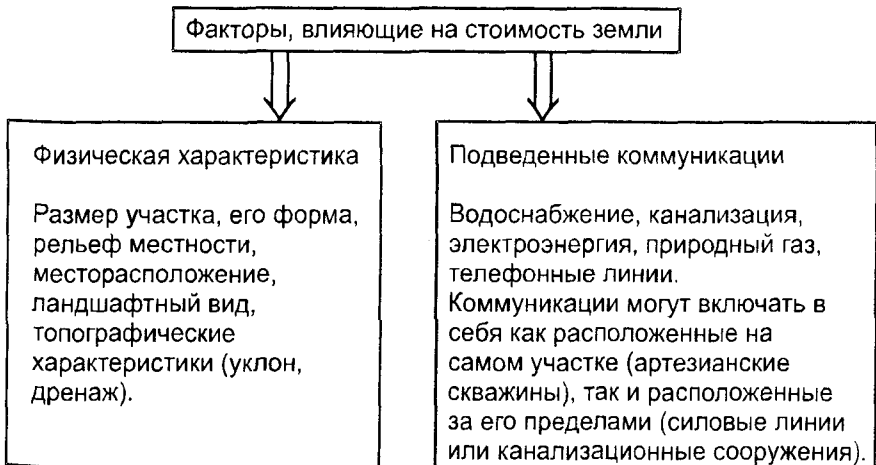 Факторы, влияющие на стоимость земли
Физическая характеристика
Размер участка, его форма,
рельеф местности,
месторасположение,
ландшафтный вид,
топографические
характеристики (уклон,
дренаж).
Подведенные коммуникации
Водоснабжение, канализация,
электроэнергия, природный газ,
телефонные линии.
Коммуникации могут включать в
себя как расположенные на
самом участке (артезианские
скважины), так и расположенные
за его пределами (силовые линии
или канализационные сооружения).